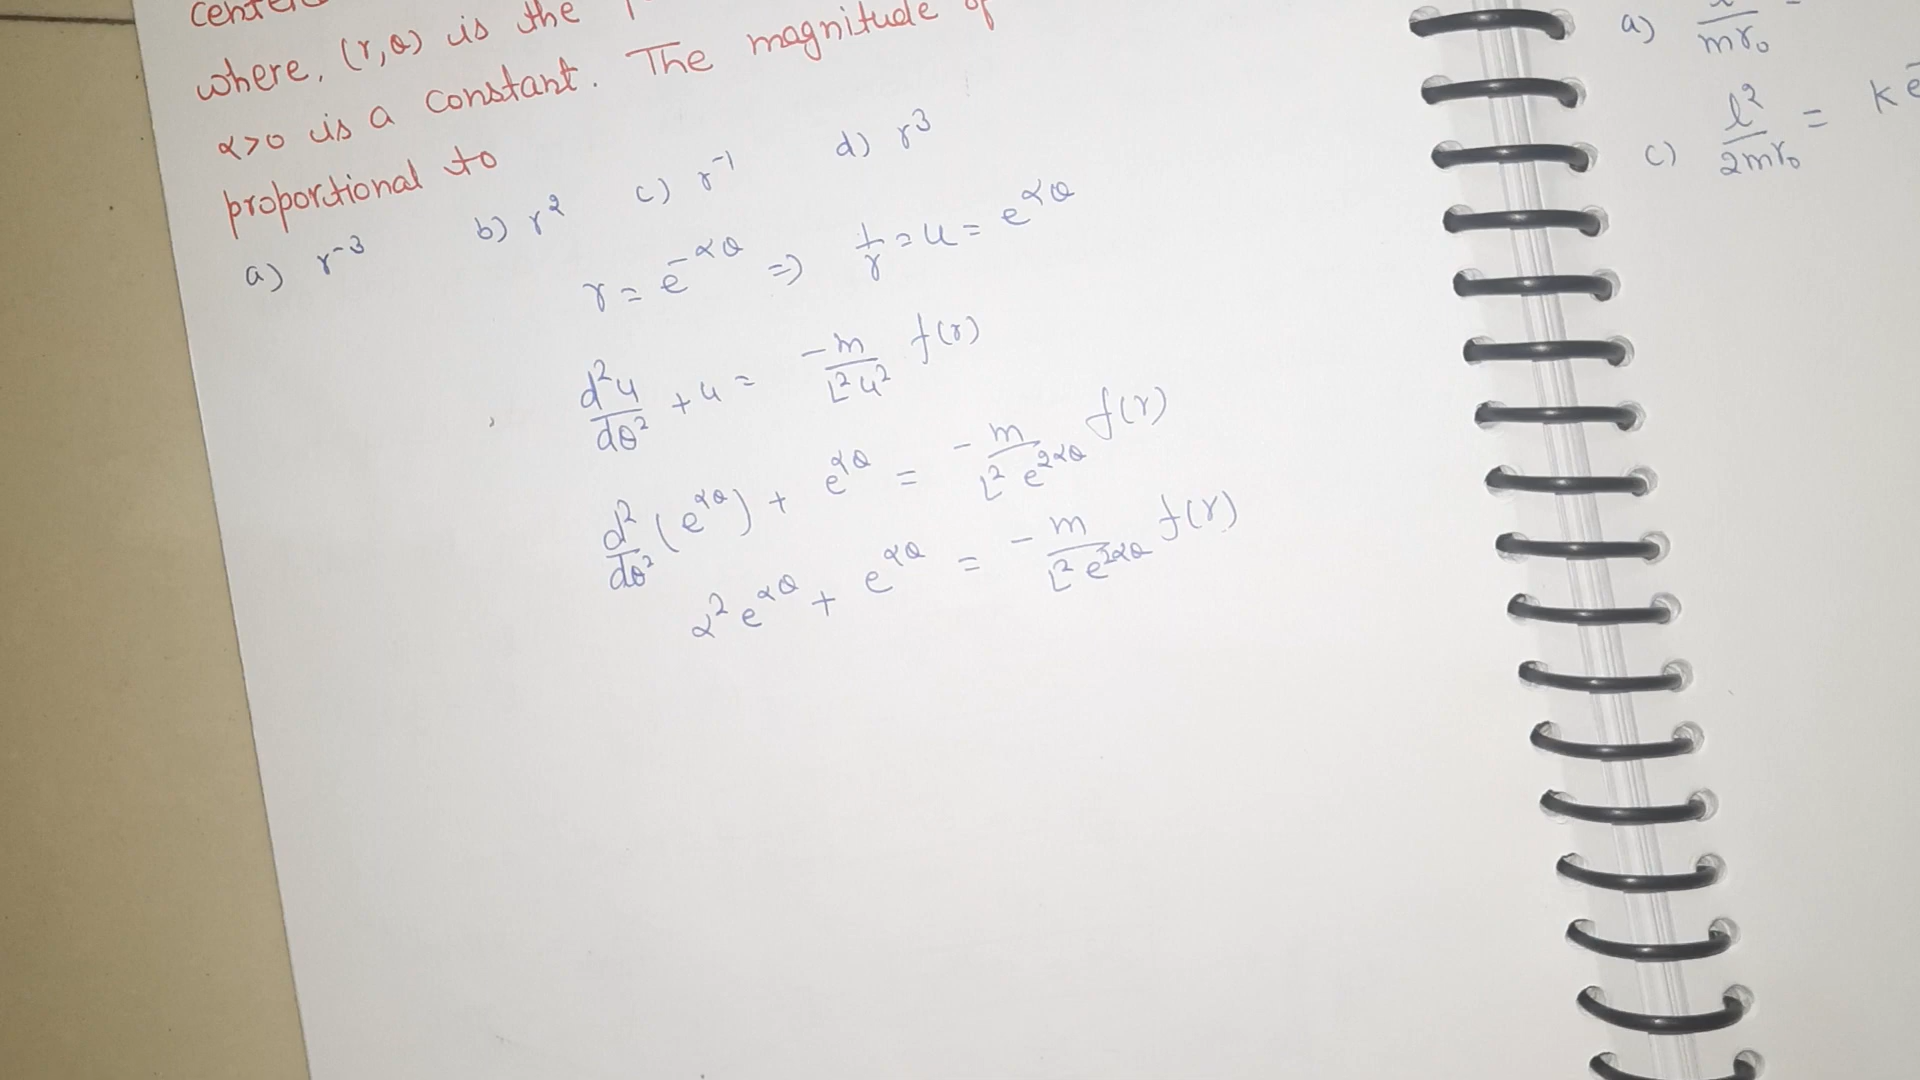 where, (r,θ) is the
α>0 is a constant. The magnitude of
proportional to
a) r⁻³ b) r² c) r⁻¹ d) r³
r = e^{-αθ} => 1/r = u = e^{αθ}
d²u/dθ² + u = -m/(L²u²) f(r)
d²/dθ² (e^{αθ}) + e^{αθ} = -m/(L² e^{2αθ}) f(r)
α² e^{αθ} + e^{αθ} = -m/(L² e^{2αθ}) f(r)
a)
mr₀
c) l²/(2mr₀) = k e